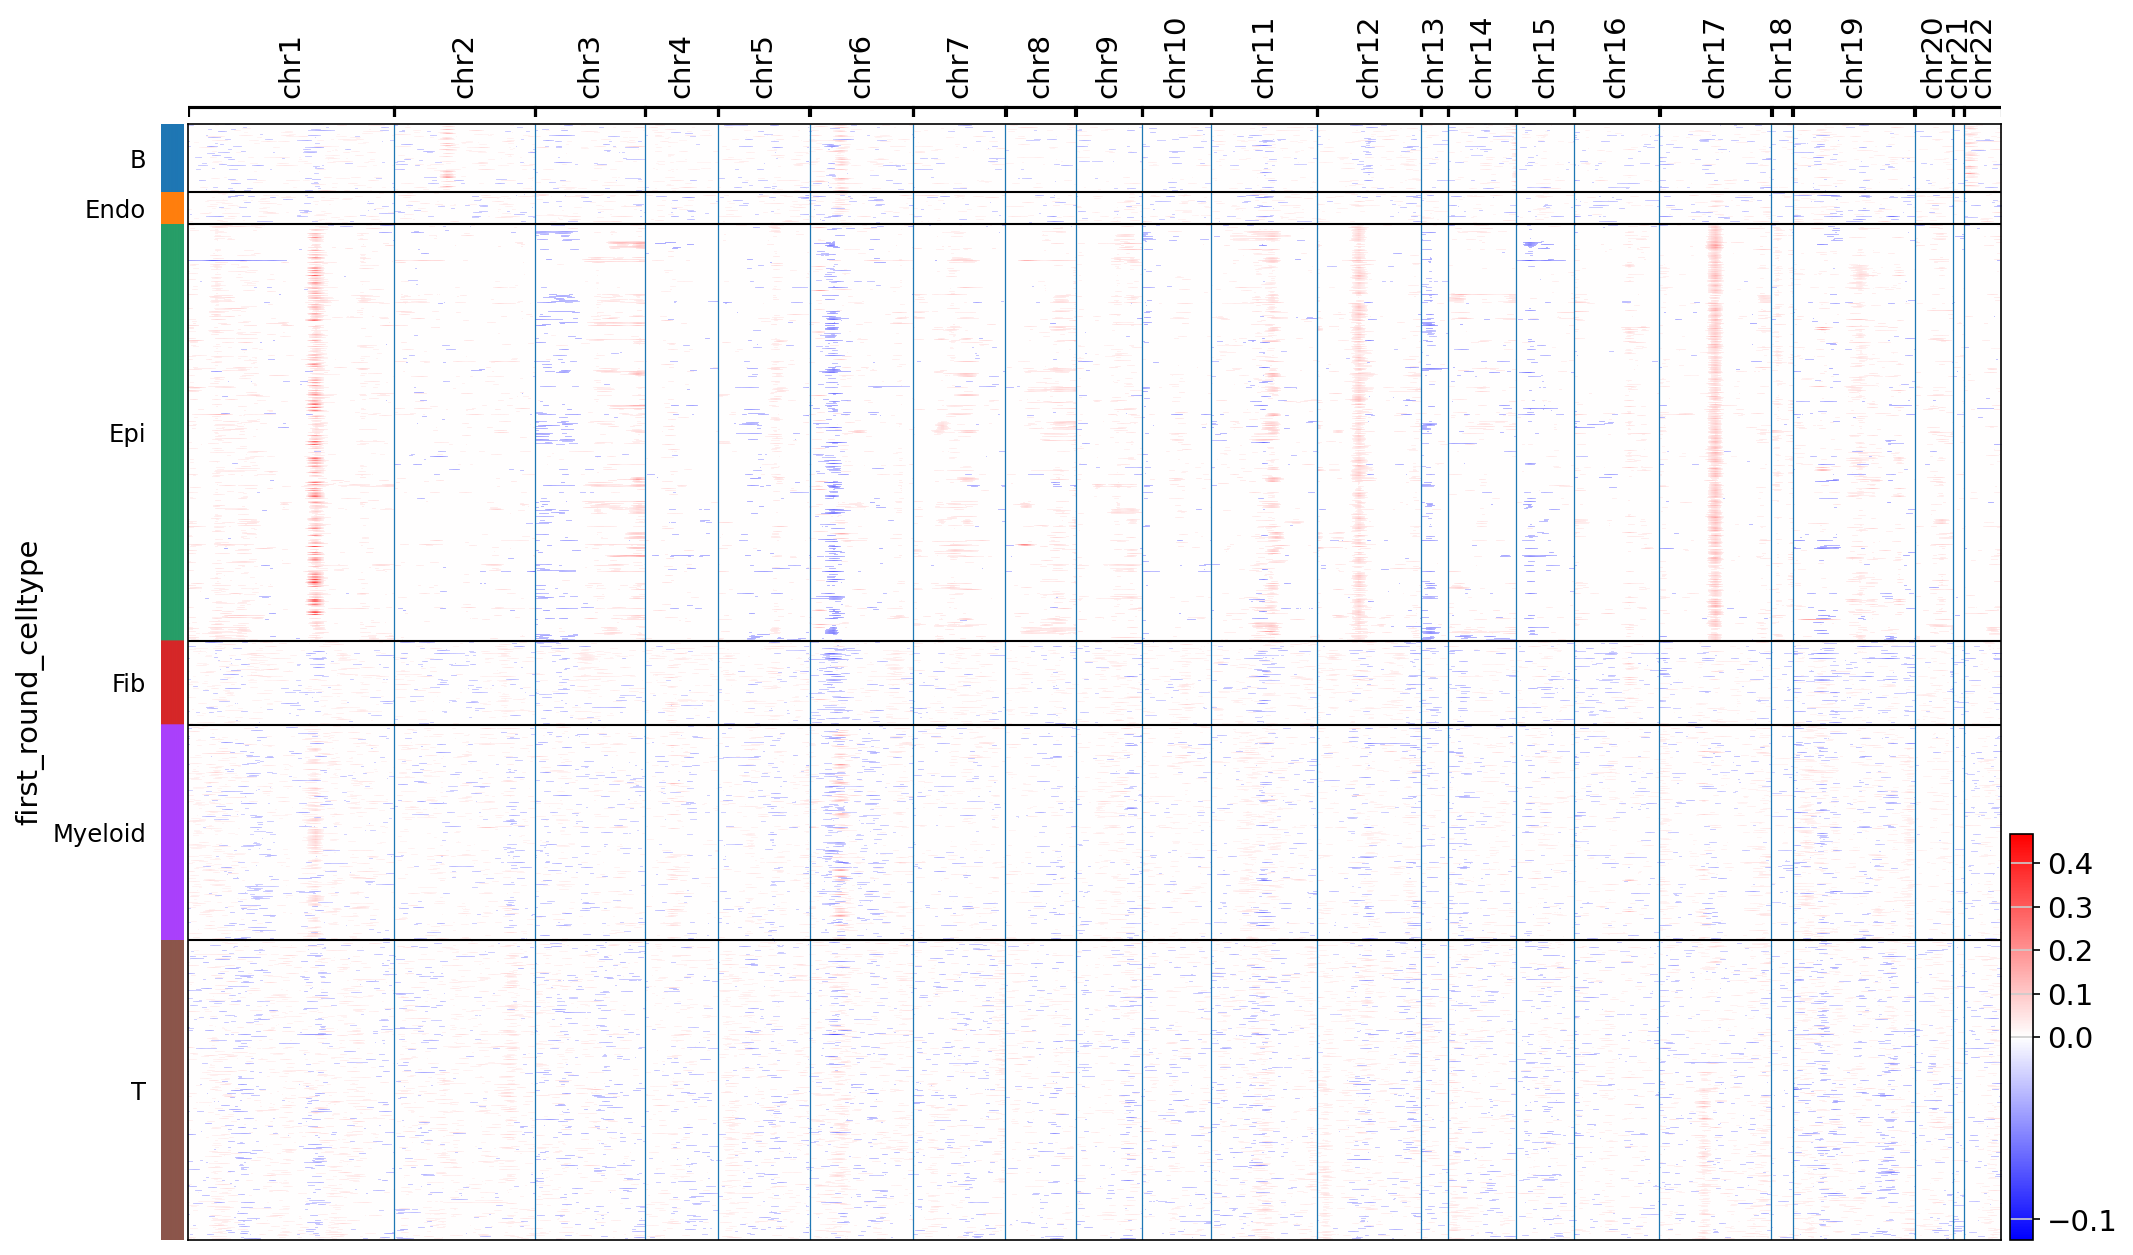 chr1
chr2
chr3
chr4
chr5
chr6
chr7
chr8
chr9
chr10
chr11
chr12
chr13
chr14
chr15
chr16
chr17
chr18
chr19
chr20
chr21
chr22
first_round_celltype
B
Endo
Epi
Fib
Myeloid
T
0.4
0.3
0.2
0.1
0.0
−0.1